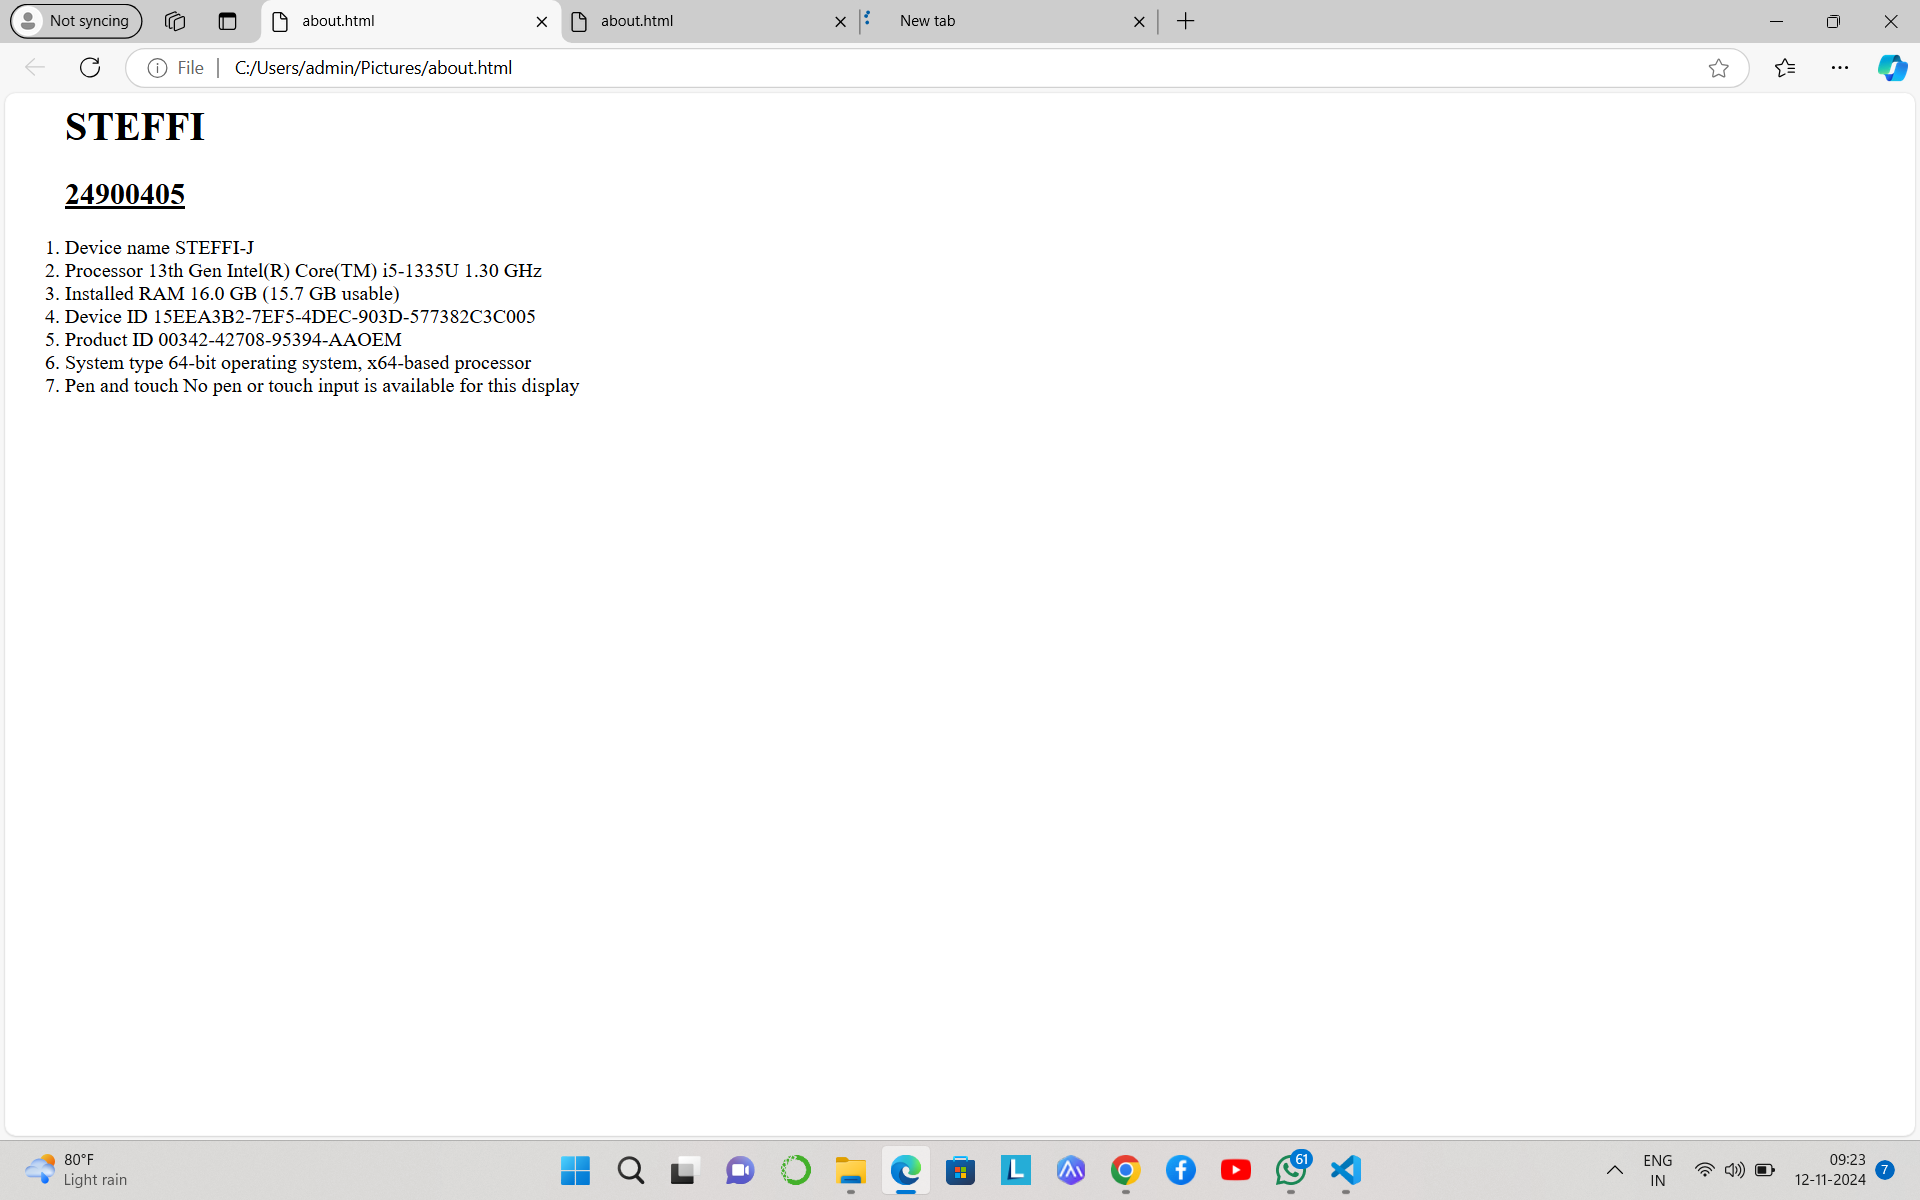 Not syncing
about.html
about.html
New tab
File
C:/Users/admin/Pictures/about.html
STEFFI
24900405
1. Device name STEFFI-J
2. Processor 13th Gen Intel(R) Core(TM) i5-1335U 1.30 GHz
3. Installed RAM 16.0 GB (15.7 GB usable)
4. Device ID 15EEA3B2-7EF5-4DEC-903D-577382C3C005
5. Product ID 00342-42708-95394-AAOEM
6. System type 64-bit operating system, x64-based processor
7. Pen and touch No pen or touch input is available for this display
80°F
Light rain
L
61
ENG
IN
09:23
12-11-2024
7